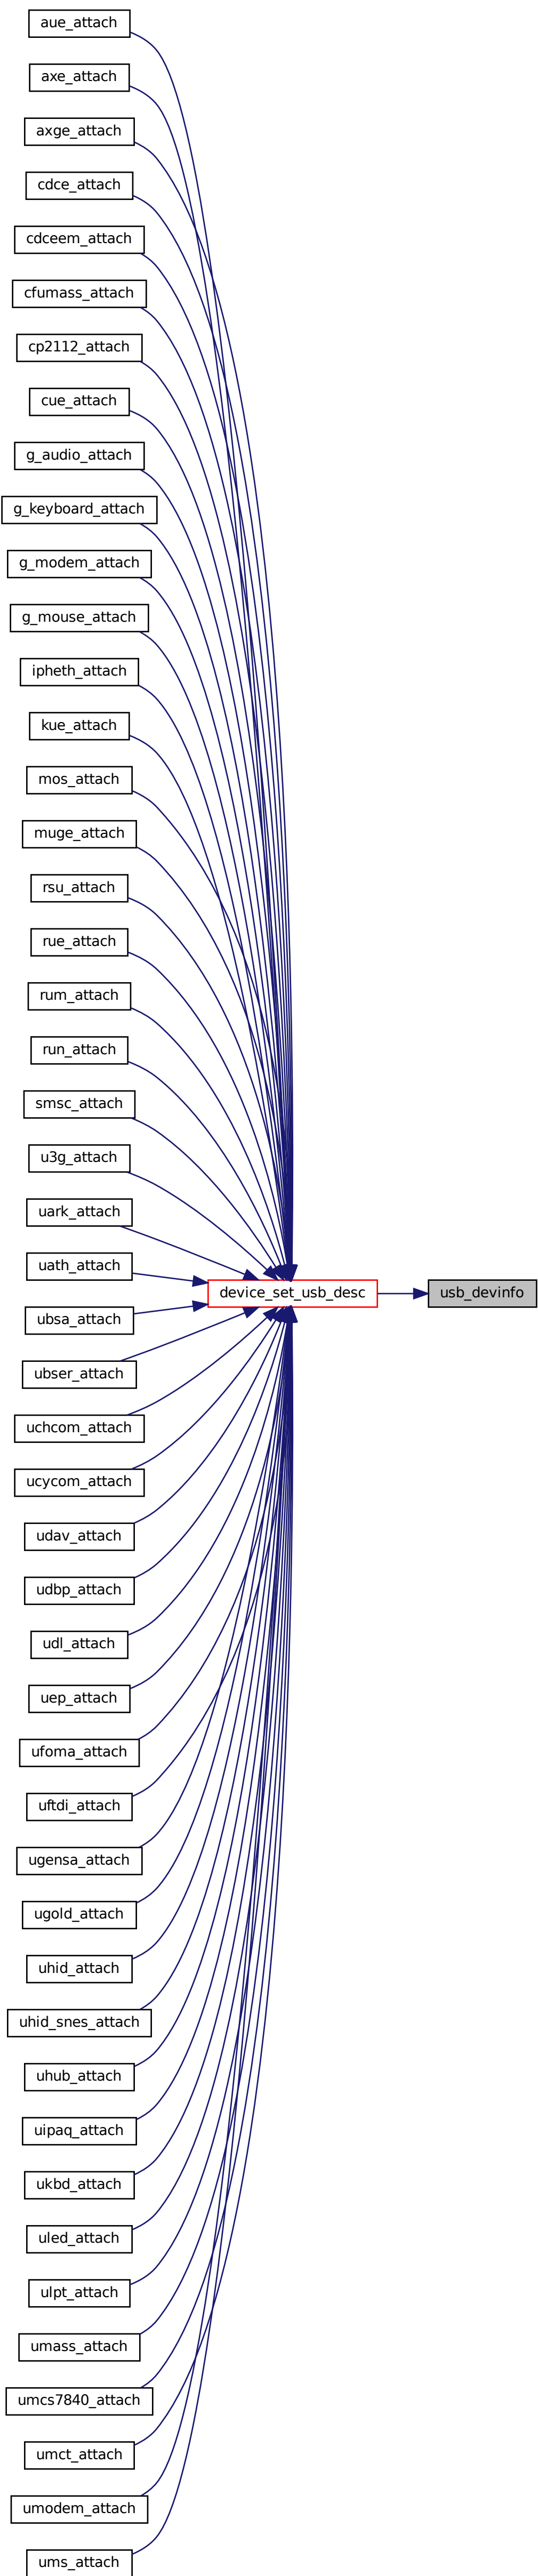 aue_attach
axe_attach
axge_attach
cdce_attach
cdceem_attach
cfumass_attach
cp2112_attach
cue_attach
g_audio_attach
g_keyboard_attach
g_modem_attach
g_mouse_attach
ipheth_attach
kue_attach
mos_attach
muge_attach
rsu_attach
rue_attach
rum_attach
run_attach
smsc_attach
u3g_attach
uark_attach
uath_attach
device_set_usb_desc
usb_devinfo
ubsa_attach
ubser_attach
uchcom_attach
ucycom_attach
udav_attach
udbp_attach
udl_attach
uep_attach
ufoma_attach
uftdi_attach
ugensa_attach
ugold_attach
uhid_attach
uhid_snes_attach
uhub_attach
uipaq_attach
ukbd_attach
uled_attach
ulpt_attach
umass_attach
umcs7840_attach
umct_attach
umodem_attach
ums_attach